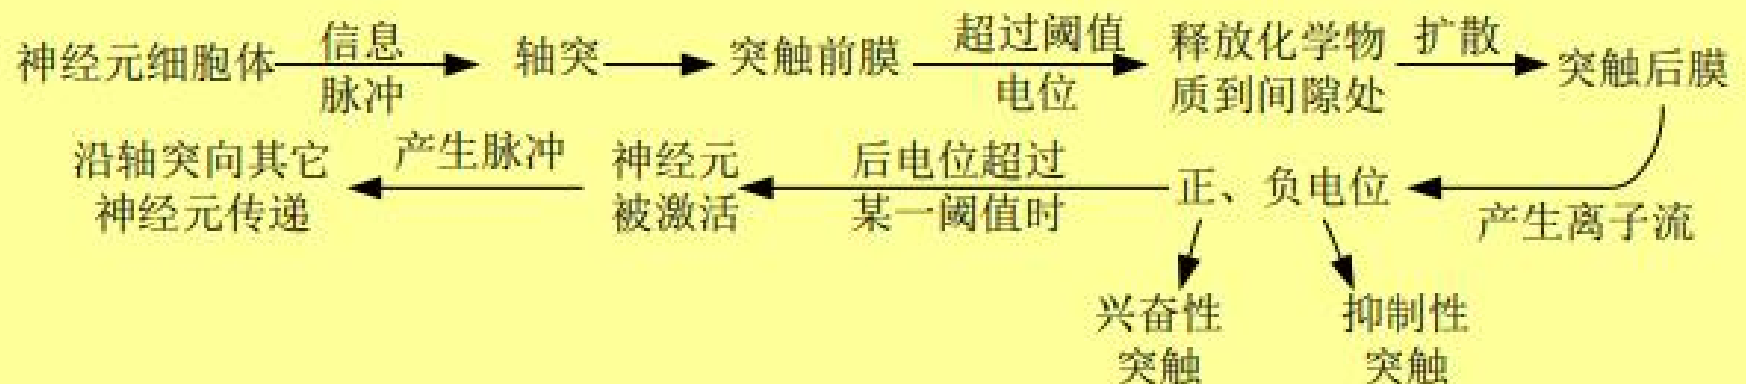 神经元细胞体
信息
脉冲
轴突
突触前膜
超过阈值
电位
释放化学物
质到间隙处
扩散
突触后膜
产生离子流
正、负电位
兴奋性
突触
抑制性
突触
后电位超过
某一阈值时
神经元
被激活
产生脉冲
沿轴突向其它
神经元传递